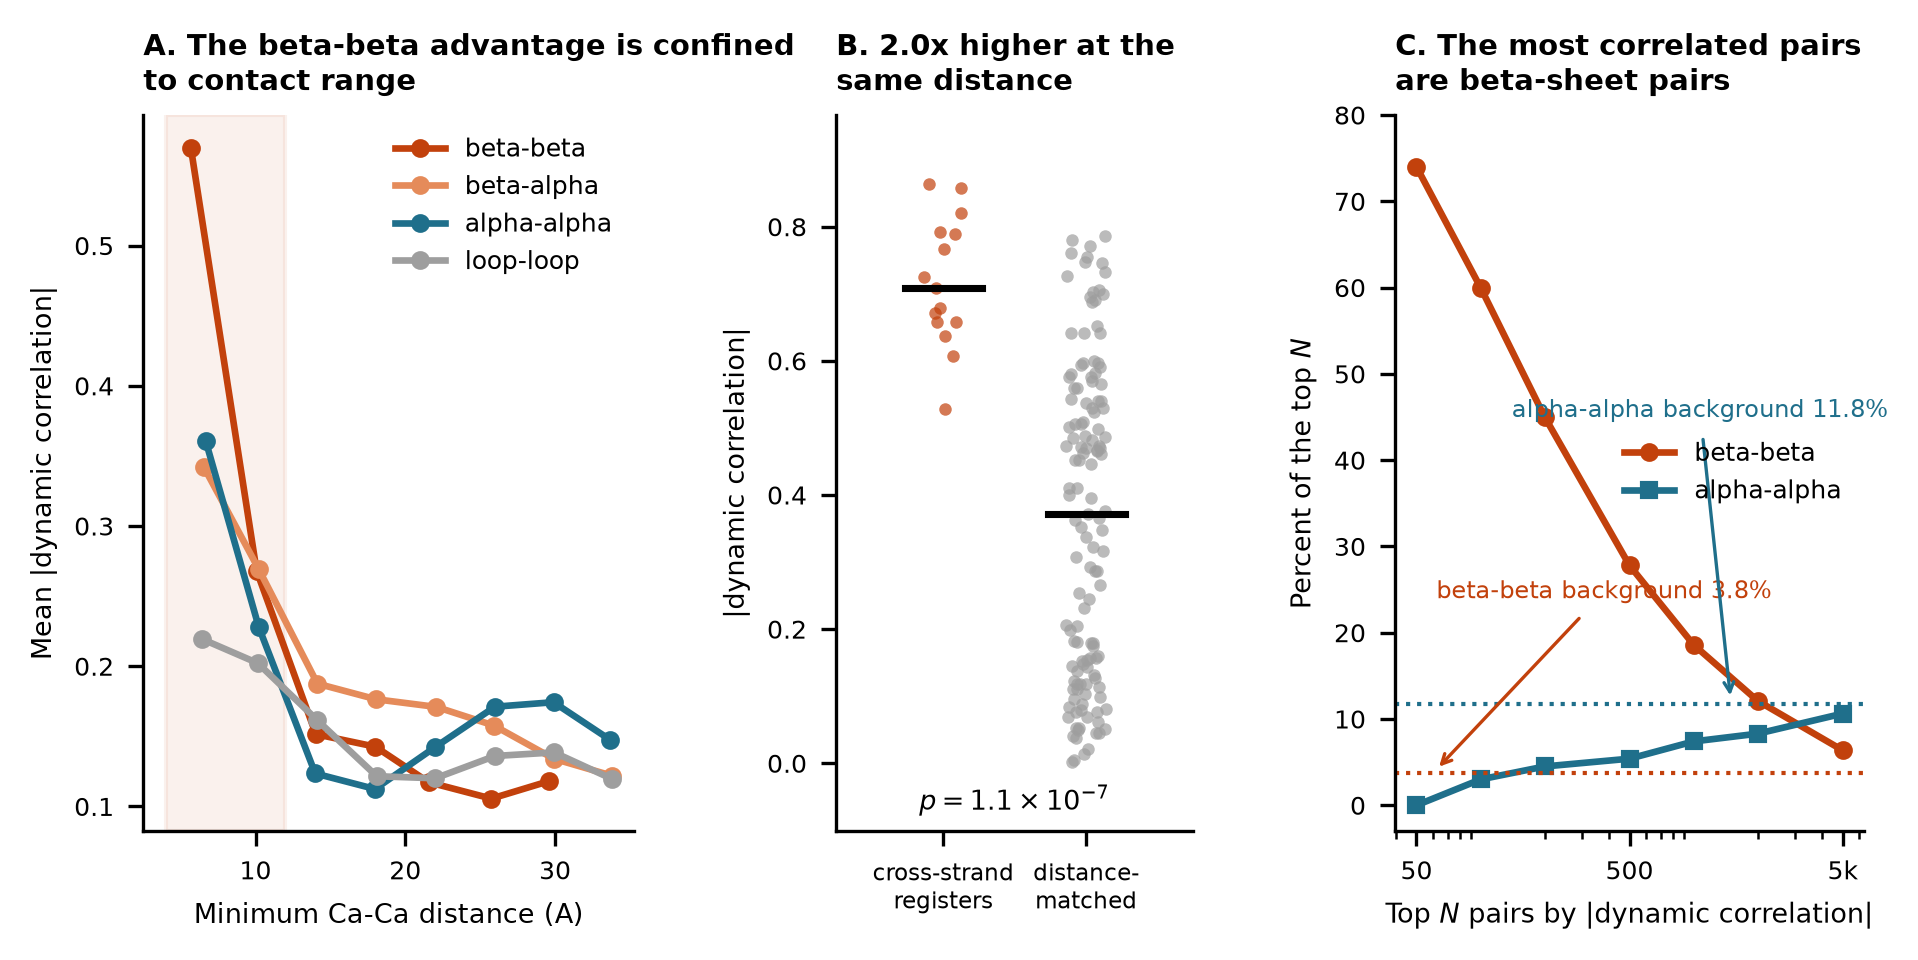 A. The beta-beta advantage is confined
to contact range
Mean |dynamic correlation|
0.5
0.4
0.3
0.2
0.1
beta-beta
beta-alpha
alpha-alpha
loop-loop
10
20
30
Minimum Ca-Ca distance (A)
B. 2.0x higher at the
same distance
|dynamic correlation|
0.8
0.6
0.4
0.2
0.0
p = 1.1 × 10⁻⁷
cross-strand
registers
distance-
matched
C. The most correlated pairs
are beta-sheet pairs
Percent of the top N
80
70
60
50
40
30
20
10
0
alpha-alpha background 11.8%
beta-beta
alpha-alpha
beta-beta background 3.8%
50
500
5k
Top N pairs by |dynamic correlation|